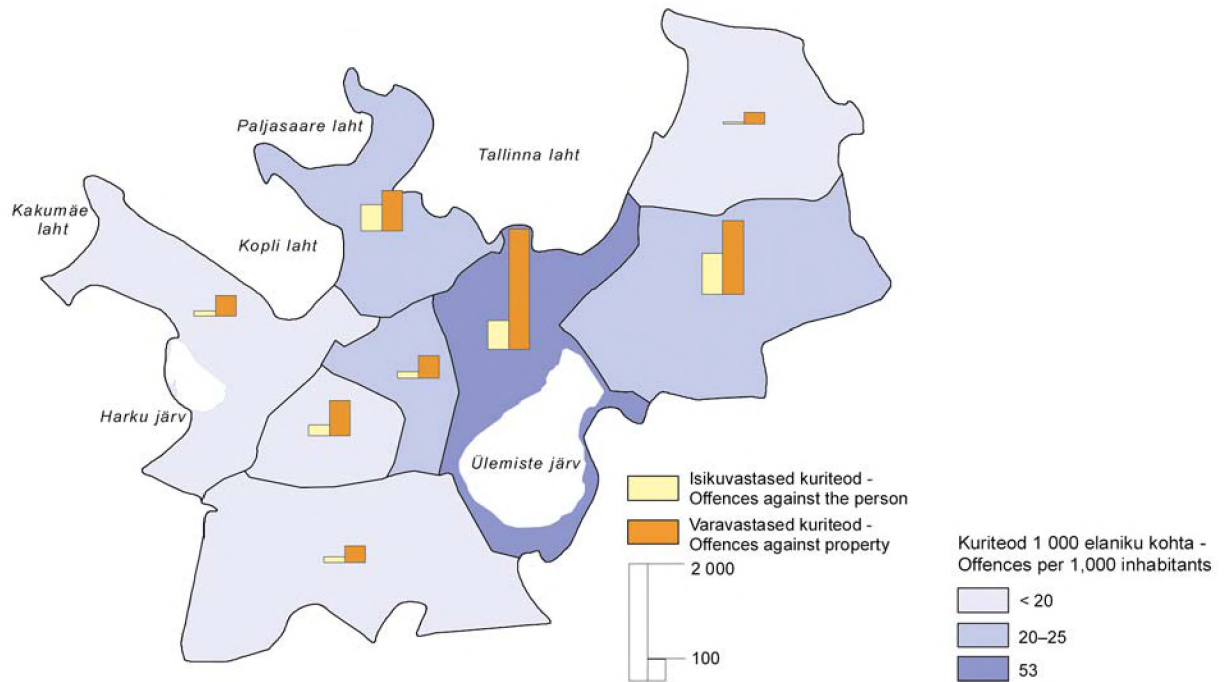 Paljasaare laht
Tallinna laht
Kakumäe
laht
Kopli laht
Harku järv
Ülemiste järv
Isikuvastased kuriteod -
Offences against the person
Varavastased kuriteod -
Offences against property
2 000
100
Kuriteod 1 000 elaniku kohta -
Offences per 1,000 inhabitants
< 20
20–25
53